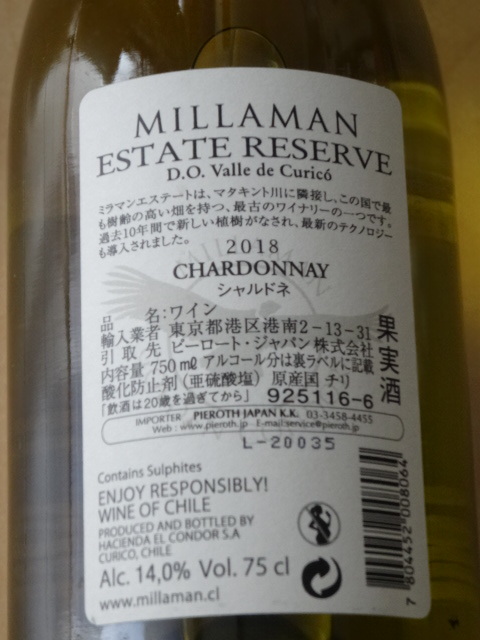 MILLAMAN
ESTATE RESERVE
D.O. Valle de Curicó
ミラマンエステートは、マタキント川に隣接し、この国で最
も樹齢の高い畑を持つ、最古のワイナリーの一つです。
過去10年間で新しい植樹がなされ、最新のテクノロジー
も導入されました。
2018
CHARDONNAY
シャルドネ
品名:ワイン
輸入業者 東京都港区港南2-13-31
引取先 ピーロート・ジャパン株式会社
内容量 750mℓ アルコール分は裏ラベルに記載
酸化防止剤(亜硫酸塩) 原産国 チリ
「飲酒は20歳を過ぎてから」 925116-6
果実酒
IMPORTER PIEROTH JAPAN K.K. 03-3458-4455
Web : www.pieroth.jp E-mail:service@pieroth.jp
L-20035
Contains Sulphites
ENJOY RESPONSIBLY!
WINE OF CHILE
PRODUCED AND BOTTLED BY
HACIENDA EL CONDOR S.A
CURICO, CHILE
Alc. 14,0% Vol. 75 cl
www.millaman.cl
7 804452 008064